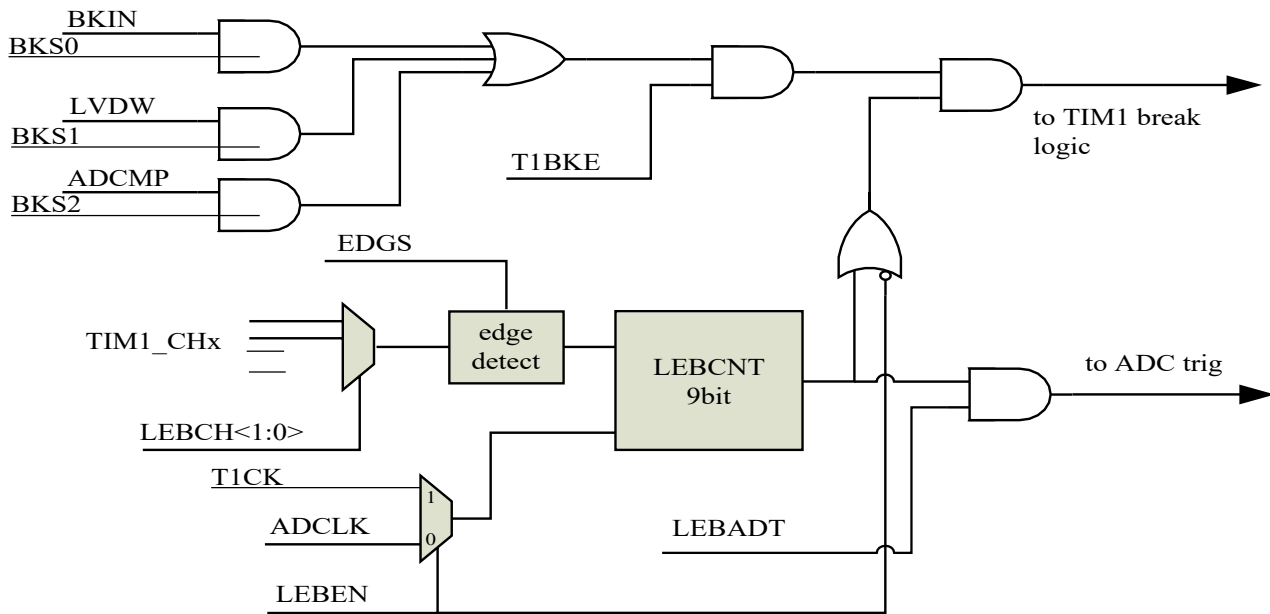 BKIN
BKS0
LVDW
BKS1
ADCMP
BKS2
T1BKE
to TIM1 break
logic
EDGS
TIM1_CHx
edge
detect
LEBCNT
9bit
to ADC trig
LEBCH<1:0>
T1CK
1
ADCLK
0
LEBADT
LEBEN